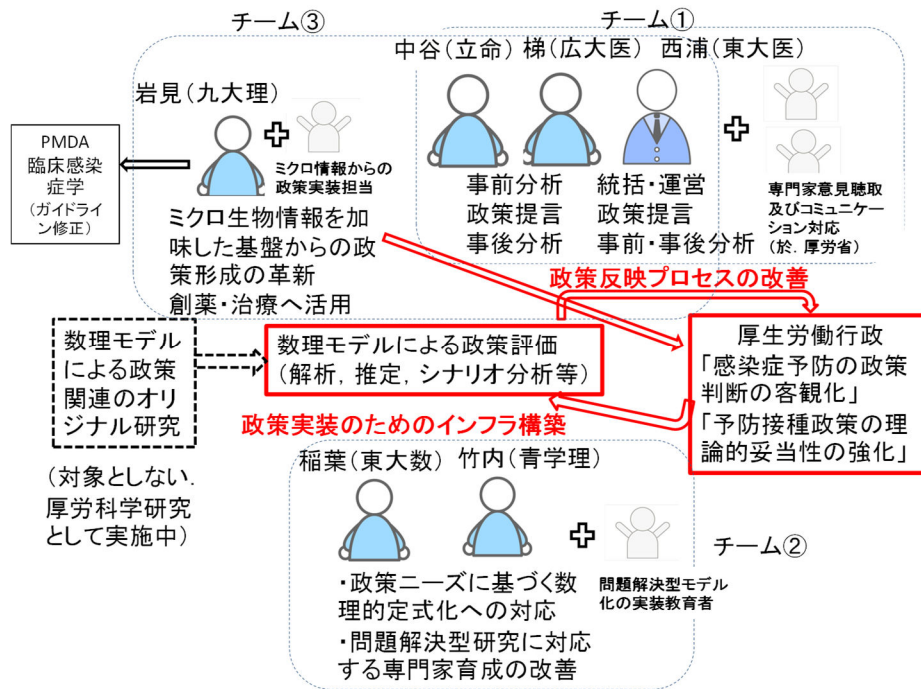 チーム③
チーム①
中谷(立命)
梯(広大医)
西浦(東大医)
岩見(九大理)
PMDA
臨床感染
症学
(ガイドライ
ン修正)
ミクロ情報からの
政策実装担当
ミクロ生物情報を加
味した基盤からの政
策形成の革新
創薬・治療へ活用
事前分析
政策提言
事後分析
統括・運営
政策提言
事前・事後分析
専門家意見聴取
及びコミュニケー
ション対応
(於.厚労省)
政策反映プロセスの改善
数理モデル
による政策
関連のオリ
ジナル研究
(対象としない.
厚労科学研究
として実施中)
数理モデルによる政策評価
(解析,推定,シナリオ分析等)
厚生労働行政
「感染症予防の政策
判断の客観化」
「予防接種政策の理
論的妥当性の強化」
政策実装のためのインフラ構築
稲葉(東大数)
竹内(青学理)
チーム②
問題解決型モデル
化の実装教育者
・政策ニーズに基づく数
理的定式化への対応
・問題解決型研究に対応
する専門家育成の改善